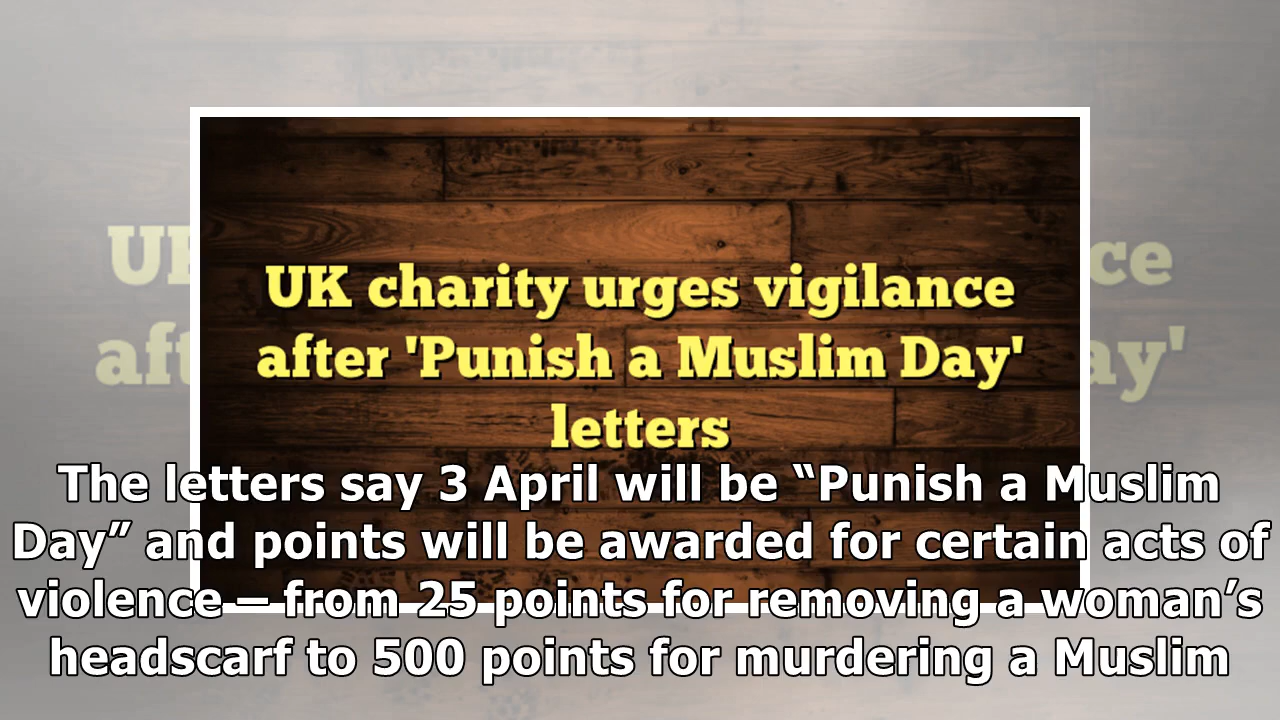 UK charity urges vigilance
after 'Punish a Muslim Day'
letters
The letters say 3 April will be “Punish a Muslim
Day” and points will be awarded for certain acts of
violence — from 25 points for removing a woman’s
headscarf to 500 points for murdering a Muslim